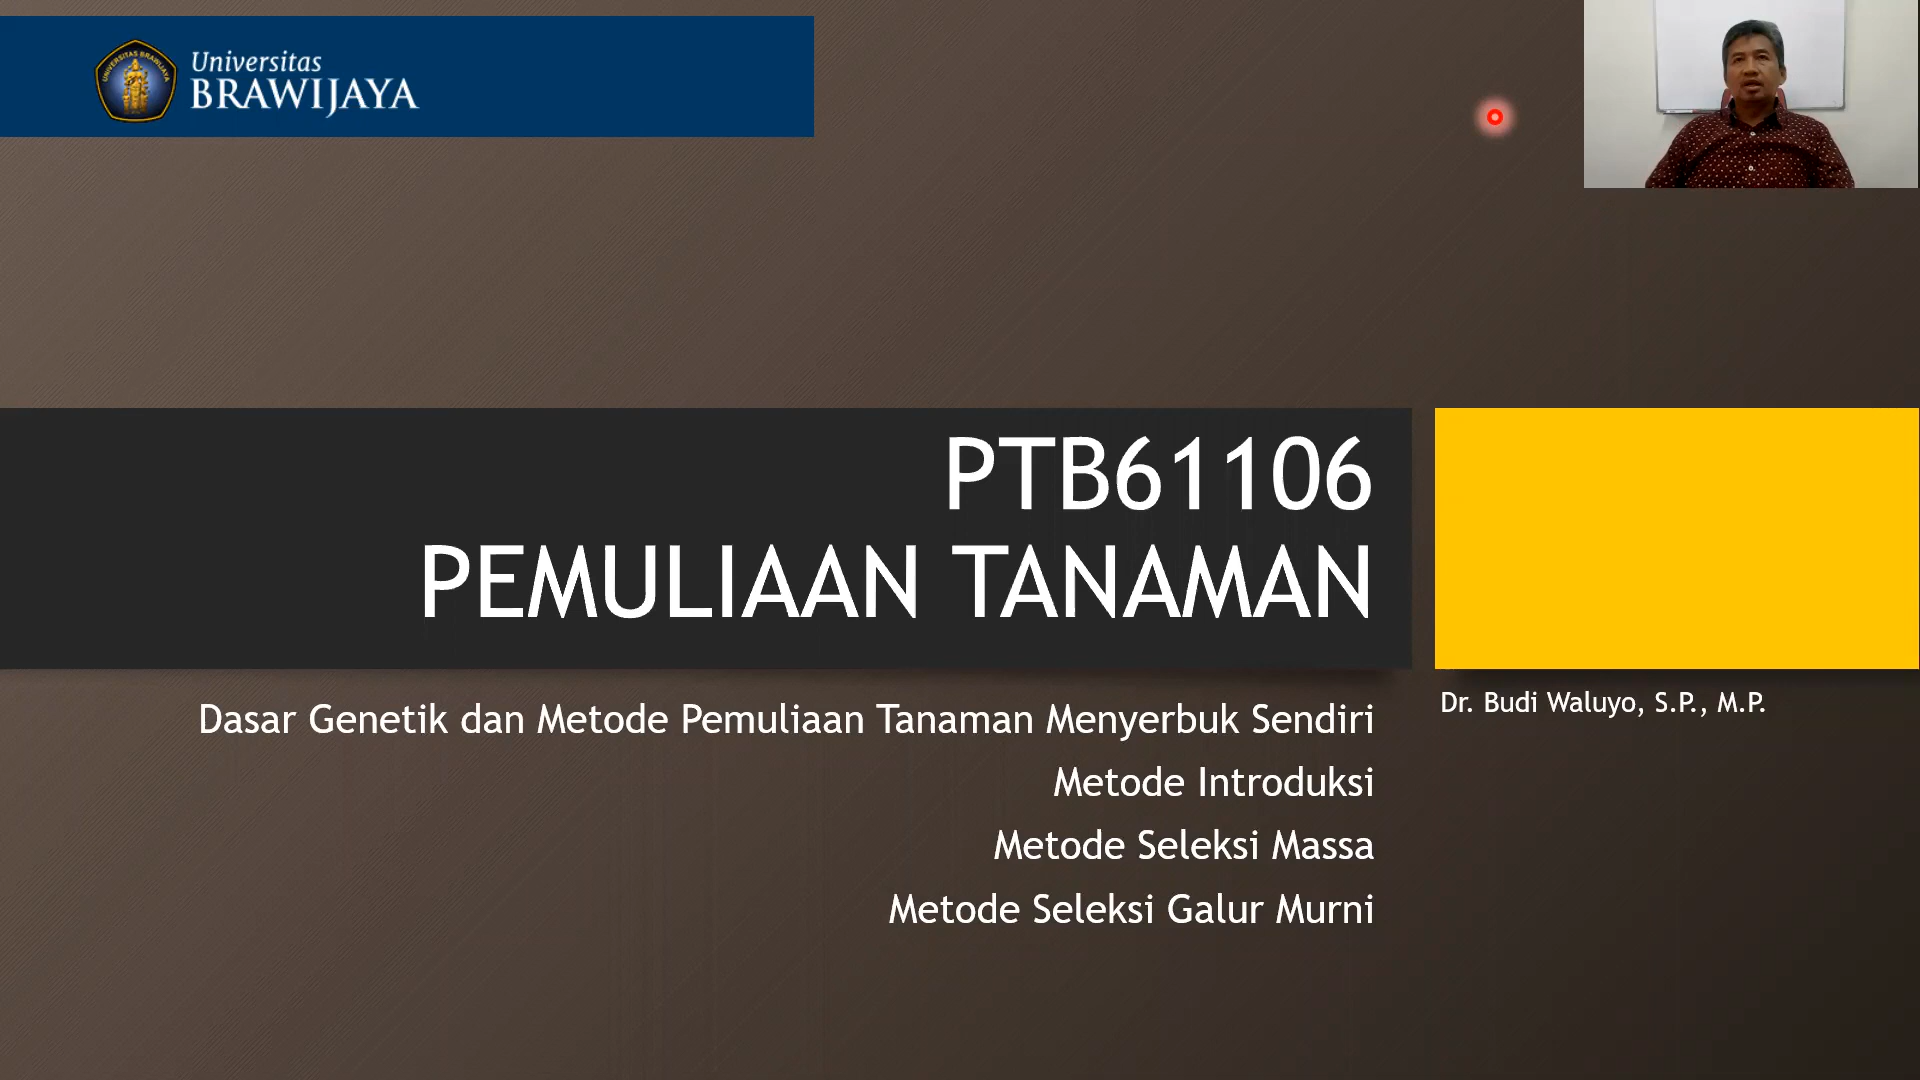 Universitas
BRAWIJAYA
PTB61106
PEMULIAAN TANAMAN
Dasar Genetik dan Metode Pemuliaan Tanaman Menyerbuk Sendiri
Metode Introduksi
Metode Seleksi Massa
Metode Seleksi Galur Murni
Dr. Budi Waluyo, S.P., M.P.